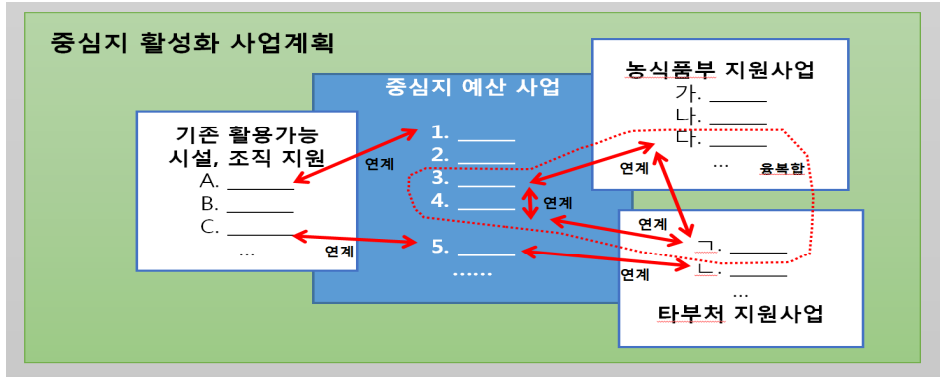 중심지 활성화 사업계획
기존 활용가능
시설, 조직 지원
A. ______
B. ______
C. ______
...
중심지 예산 사업
1. ______
2. ______
3. ______
4. ______
5. ______
......
농식품부 지원사업
가. ______
나. ______
다. ______
...
융복합
ㄱ. ______
ㄴ. ______
...
타부처 지원사업
연계
연계
연계
연계
연계
연계